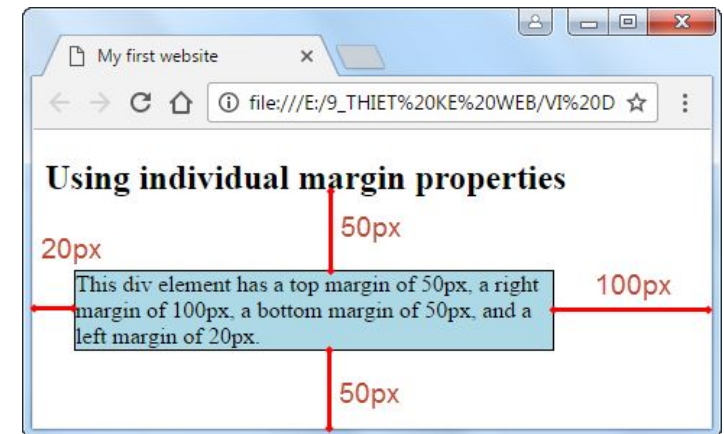 My first website
file:///E:/9_THIET%20KE%20WEB/VI%20D
Using individual margin properties
50px
20px
This div element has a top margin of 50px, a right
margin of 100px, a bottom margin of 50px, and a
left margin of 20px.
100px
50px